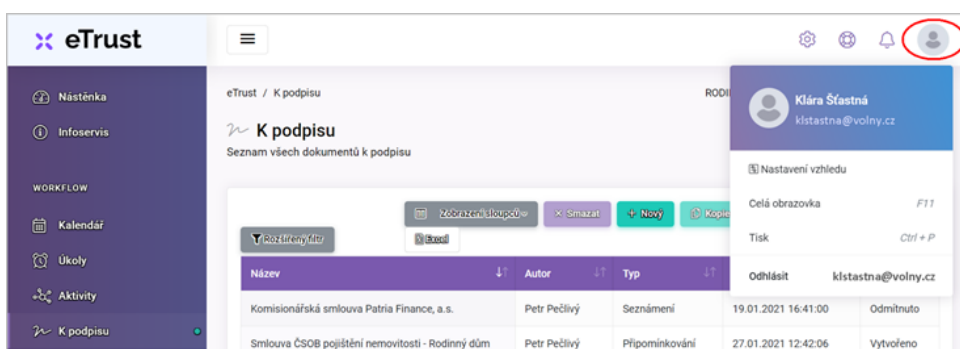 eTrust
Nástěnka
Infoservis
WORKFLOW
Kalendář
Úkoly
Aktivity
K podpisu
eTrust / K podpisu
K podpisu
Seznam všech dokumentů k podpisu
Zobrazení sloupců
Smazat
Nový
Rozšířený filtr
Excel
Název Autor Typ
Komisionářská smlouva Patria Finance, a.s. Petr Pečlivý Seznámení 19.01.2021 16:41:00 Odmítnuto
Smlouva ČSOB pojištění nemovitosti - Rodinný dům Petr Pečlivý Připomínkování 27.01.2021 12:42:06 Vytvořeno
Klára Šťastná
klstastna@volny.cz
Nastavení vzhledu
Celá obrazovka F11
Tisk Ctrl + P
Odhlásit klstastna@volny.cz